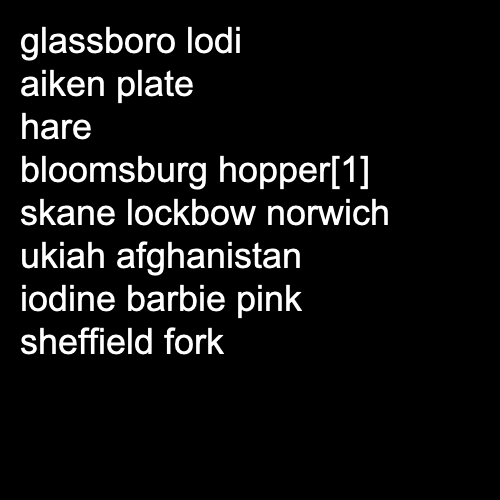 glassboro lodi
aiken plate
hare
bloomsburg hopper[1]
skane lockbow norwich
ukiah afghanistan
iodine barbie pink
sheffield fork